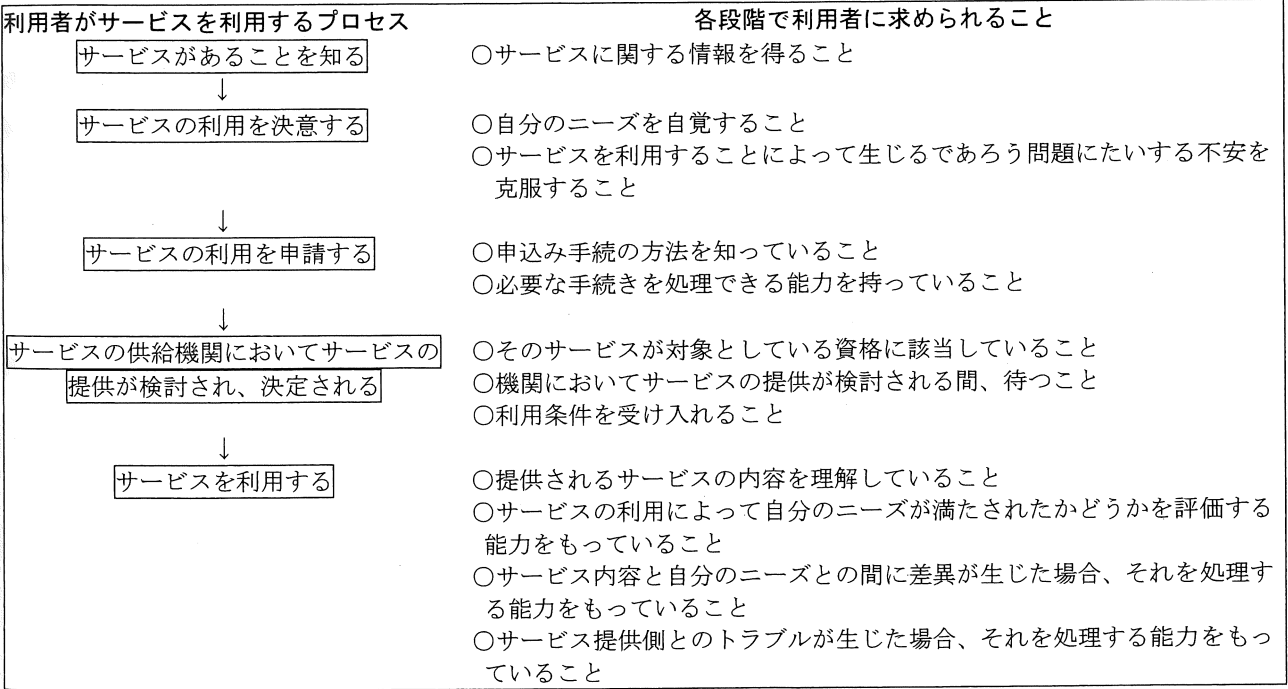 利用者がサービスを利用するプロセス　各段階で利用者に求められること
サービスがあることを知る　○サービスに関する情報を得ること
↓
サービスの利用を決意する　○自分のニーズを自覚すること
○サービスを利用することによって生じるであろう問題にたいする不安を
克服すること
↓
サービスの利用を申請する　○申込み手続の方法を知っていること
○必要な手続きを処理できる能力を持っていること
↓
サービスの供給機関においてサービスの　○そのサービスが対象としている資格に該当していること
提供が検討され、決定される　○機関においてサービスの提供が検討される間、待つこと
○利用条件を受け入れること
↓
サービスを利用する　○提供されるサービスの内容を理解していること
○サービスの利用によって自分のニーズが満たされたかどうかを評価する
能力をもっていること
○サービス内容と自分のニーズとの間に差異が生じた場合、それを処理す
る能力をもっていること
○サービス提供側とのトラブルが生じた場合、それを処理する能力をもっ
ていること